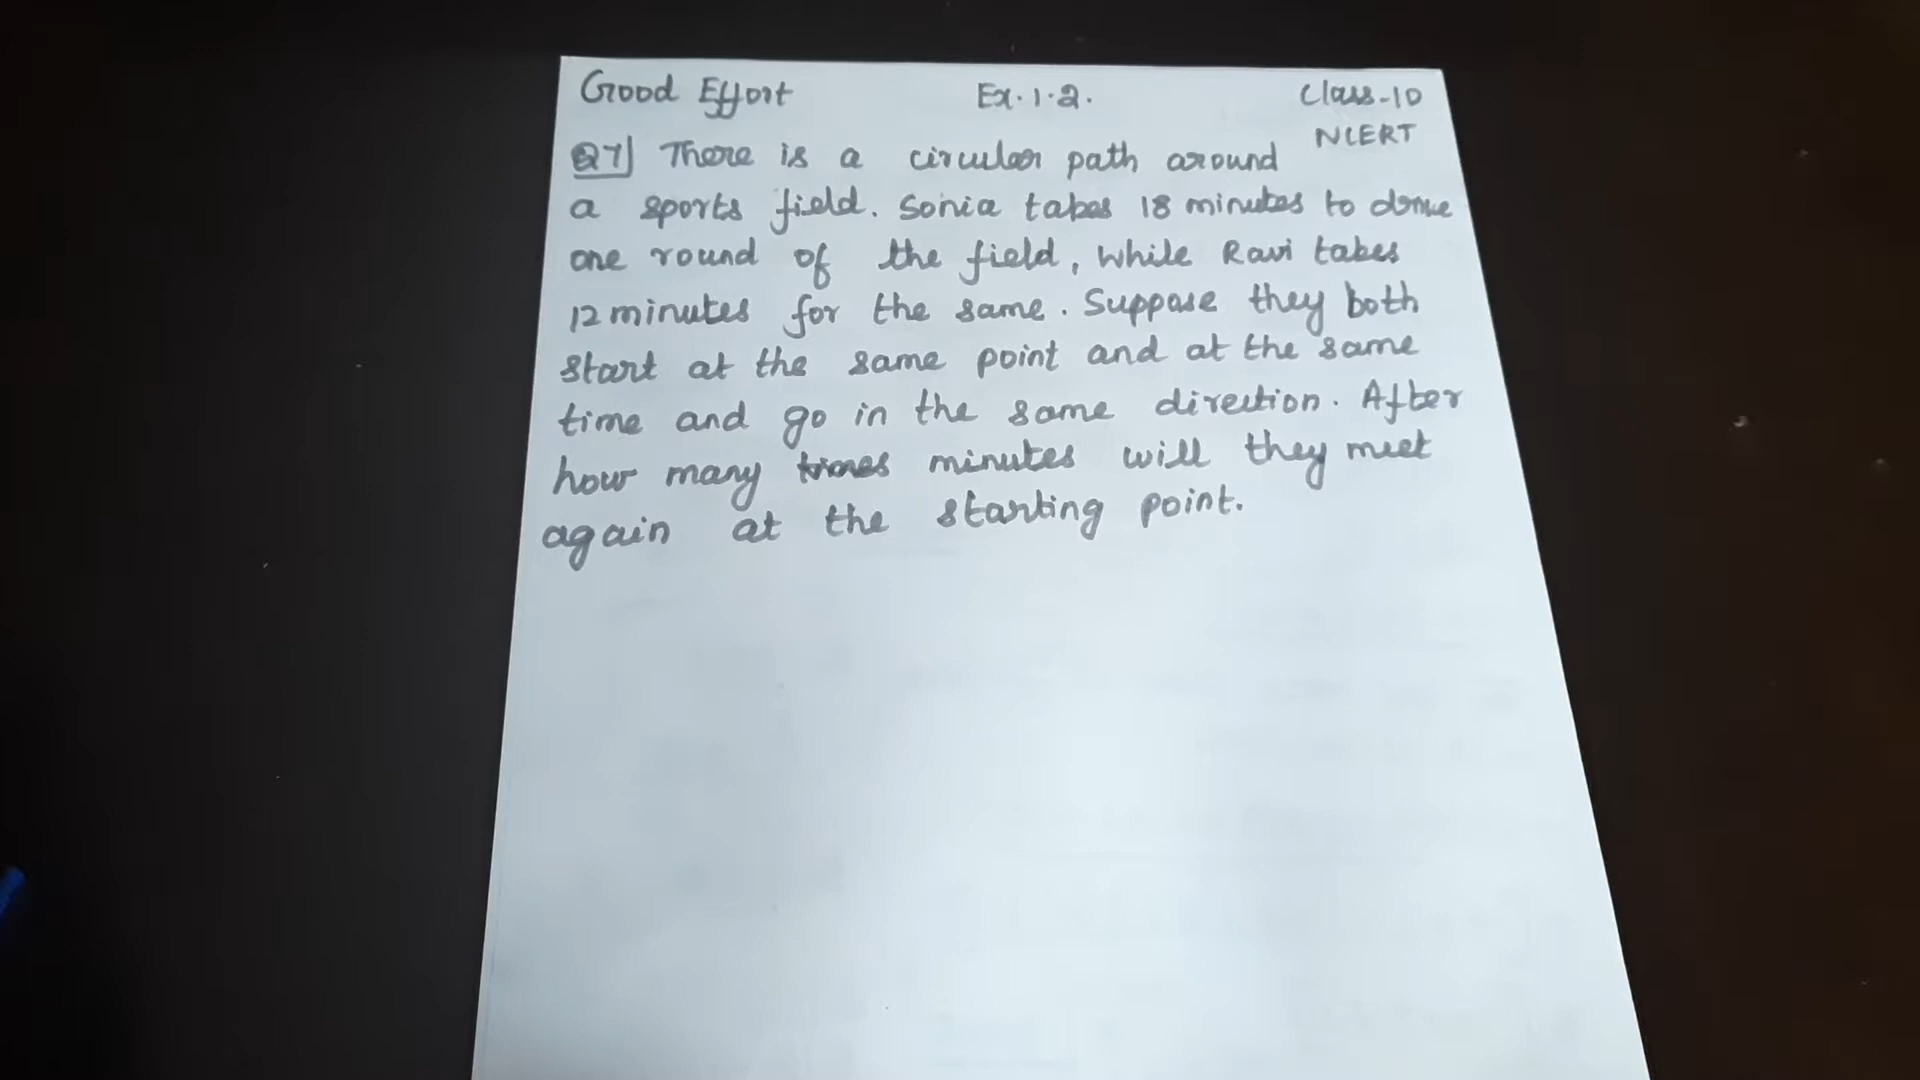 Good Effort Ex. 1.2. Class-10
NCERT
Q7] There is a circular path around
a sports field. Sonia takes 18 minutes to drive
one round of the field, while Ravi takes
12 minutes for the same. Suppose they both
start at the same point and at the same
time and go in the same direction. After
how many times minutes will they meet
again at the starting point.